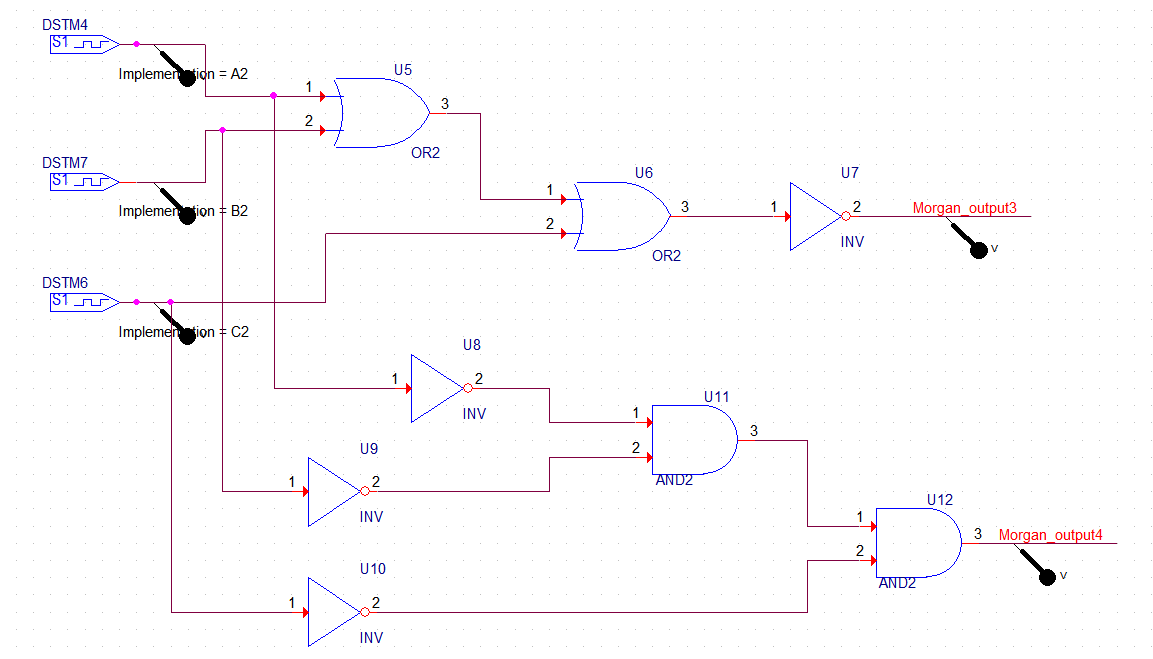 DSTM4
S1
Implementation = A2
U5
1
2
3
OR2
DSTM7
S1
Implementation = B2
U6
1
2
3
OR2
U7
1
2
INV
Morgan_output3
V
DSTM6
S1
Implementation = C2
U8
1
2
INV
U11
1
2
3
AND2
U9
1
2
INV
U12
1
2
3
AND2
Morgan_output4
V
U10
1
2
INV